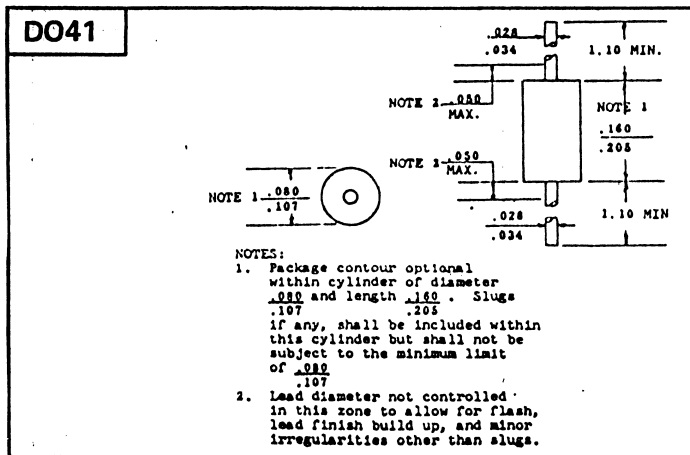 DO41
.028
.034
1.10 MIN.
NOTE 2 .050
MAX.
NOTE 1
.160
.205
NOTE 2 .050
MAX.
NOTE 1 .080
.107
.028
.034
1.10 MIN
NOTES:
1. Package contour optional
within cylinder of diameter
.080 and length .160 . Slugs
.107 .205
if any, shall be included within
this cylinder but shall not be
subject to the minimum limit
of .080
.107
2. Lead diameter not controlled
in this zone to allow for flash,
lead finish build up, and minor
irregularities other than slugs.